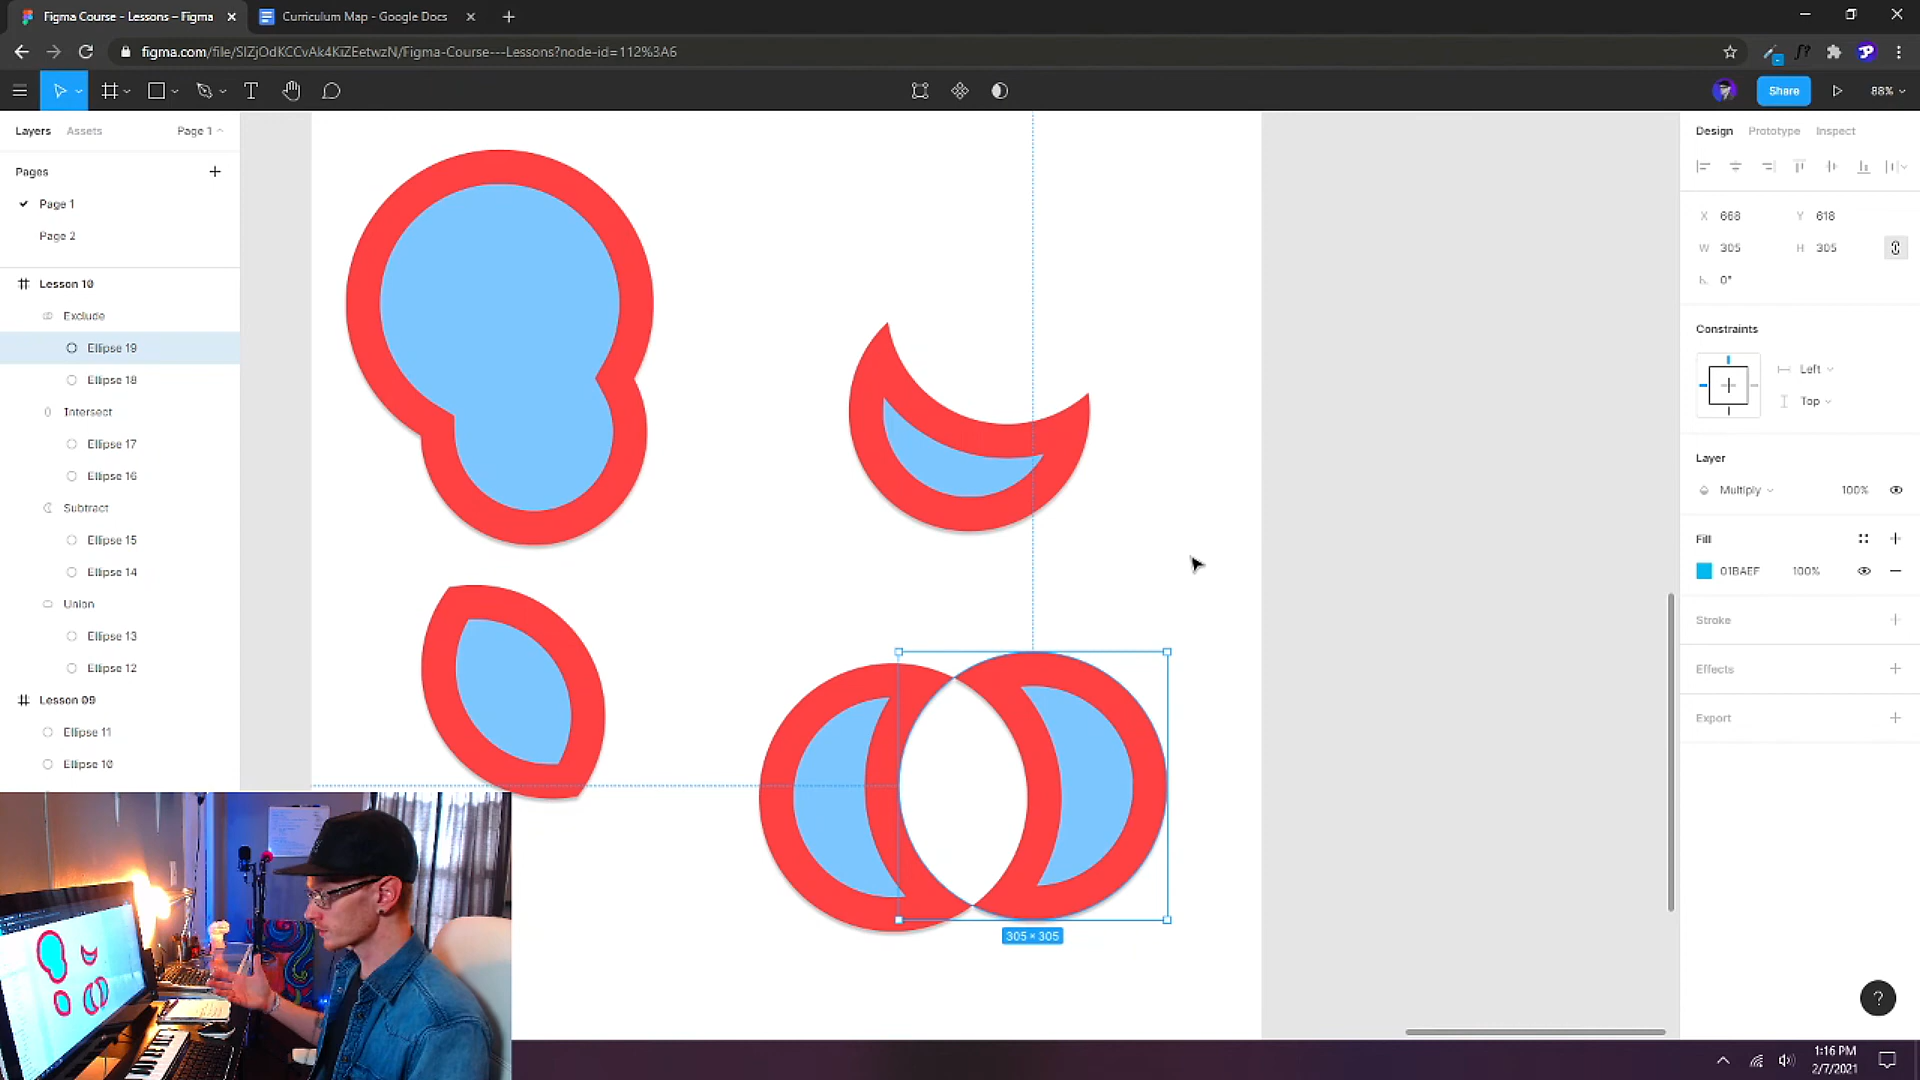 Figma Course - Lessons – Figma
Curriculum Map - Google Docs
figma.com/file/SIZjOdKCCvAk4KiZEetwzN/Figma-Course---Lessons?node-id=112%3A6
Share
88%
Layers
Assets
Page 1
Pages
Page 1
Page 2
Lesson 10
Exclude
Ellipse 19
Ellipse 18
Intersect
Ellipse 17
Ellipse 16
Subtract
Ellipse 15
Ellipse 14
Union
Ellipse 13
Ellipse 12
Lesson 09
Ellipse 11
Ellipse 10
305 × 305
Design
Prototype
Inspect
X 668
Y 618
W 305
H 305
0°
Constraints
Left
Top
Layer
Multiply
100%
Fill
01BAEF
100%
Stroke
Effects
Export
?
1:16 PM
2/7/2021